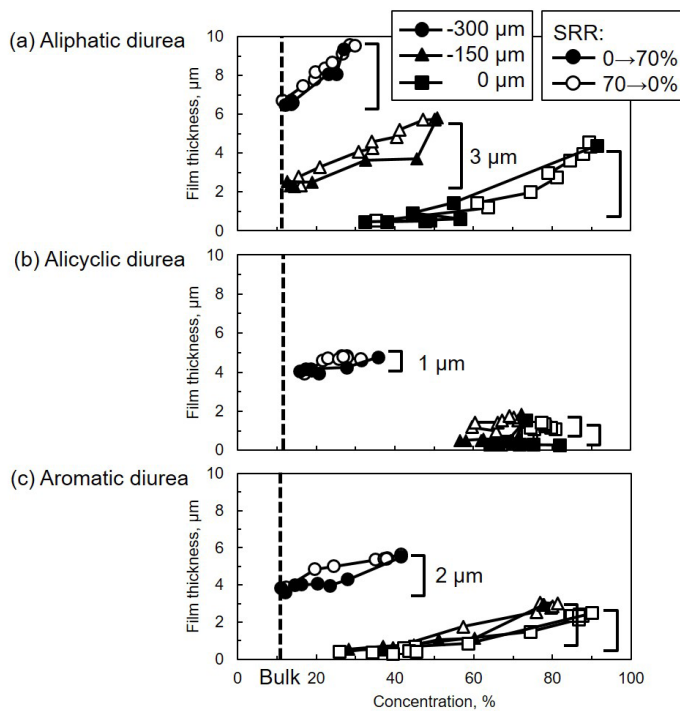 (a) Aliphatic diurea
Film thickness, μm
10
8
6
4
2
0
-300 μm
-150 μm
0 μm
SRR:
0→70%
70→0%
3 μm
(b) Alicyclic diurea
Film thickness, μm
10
8
6
4
2
0
1 μm
(c) Aromatic diurea
Film thickness, μm
10
8
6
4
2
0
2 μm
0 Bulk 20 40 60 80 100
Concentration, %